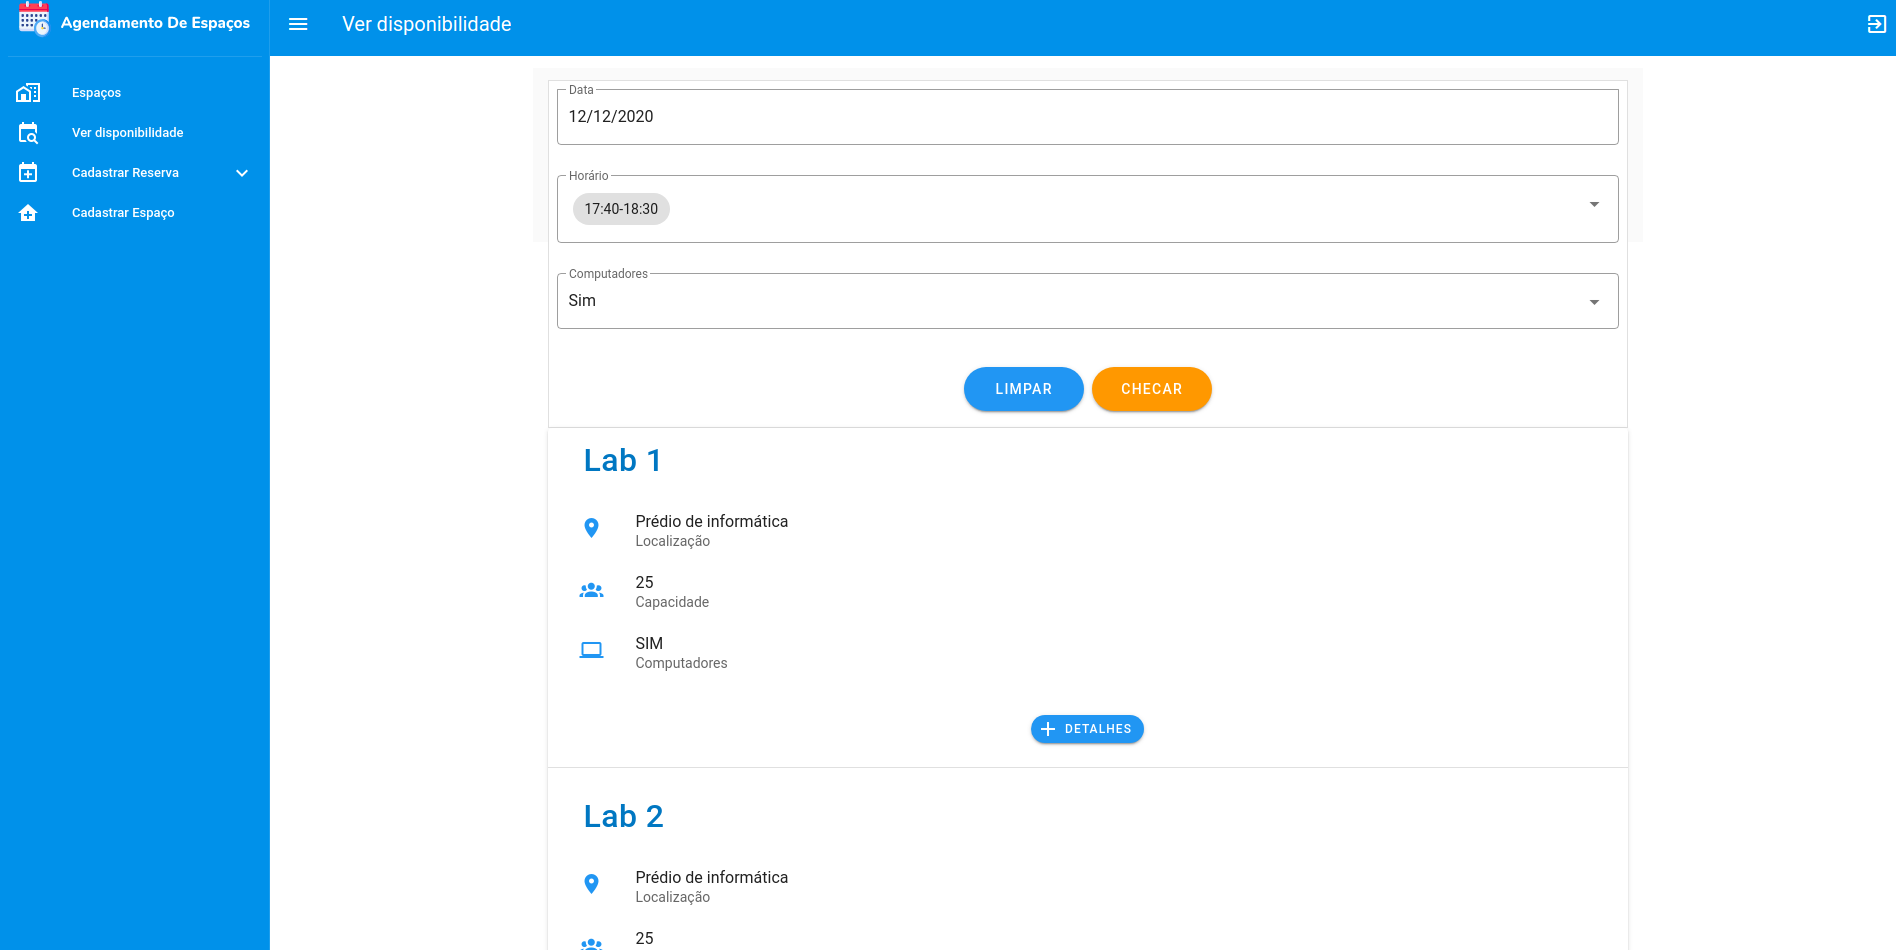 Agendamento De Espaços
Ver disponibilidade
Espaços
Ver disponibilidade
Cadastrar Reserva
Cadastrar Espaço
Data
12/12/2020
Horário
17:40-18:30
Computadores
Sim
LIMPAR
CHECAR
Lab 1
Prédio de informática
Localização
25
Capacidade
SIM
Computadores
DETALHES
Lab 2
Prédio de informática
Localização
25